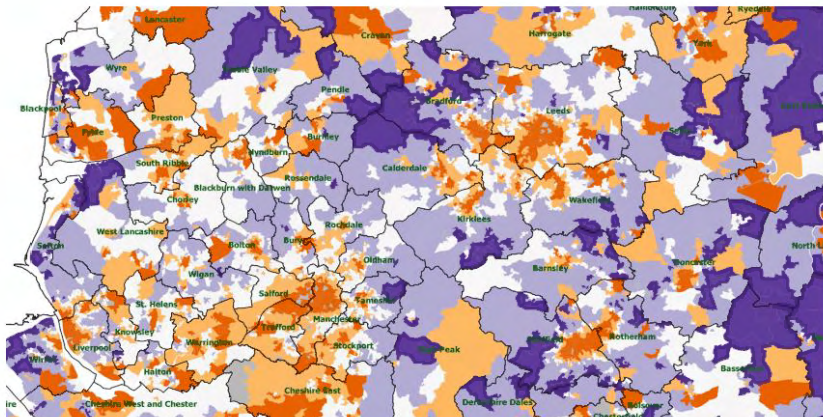 Lancaster
Craven
Harrogate
Ryedale
York
Wyre
Ribble Valley
Pendle
Bradford
Leeds
Selby
Blackpool
Fylde
Preston
Burnley
Hyndburn
South Ribble
Calderdale
Rossendale
Blackburn with Darwen
Chorley
Wakefield
Kirklees
West Lancashire
Rochdale
Sefton
Bolton
Bury
Oldham
Barnsley
Doncaster
Wigan
Salford
Tameside
St. Helens
Manchester
Trafford
Knowsley
Warrington
Stockport
High Peak
Sheffield
Rotherham
Liverpool
Wirral
Halton
Cheshire East
Cheshire West and Chester
Derbyshire Dales
Bolsover